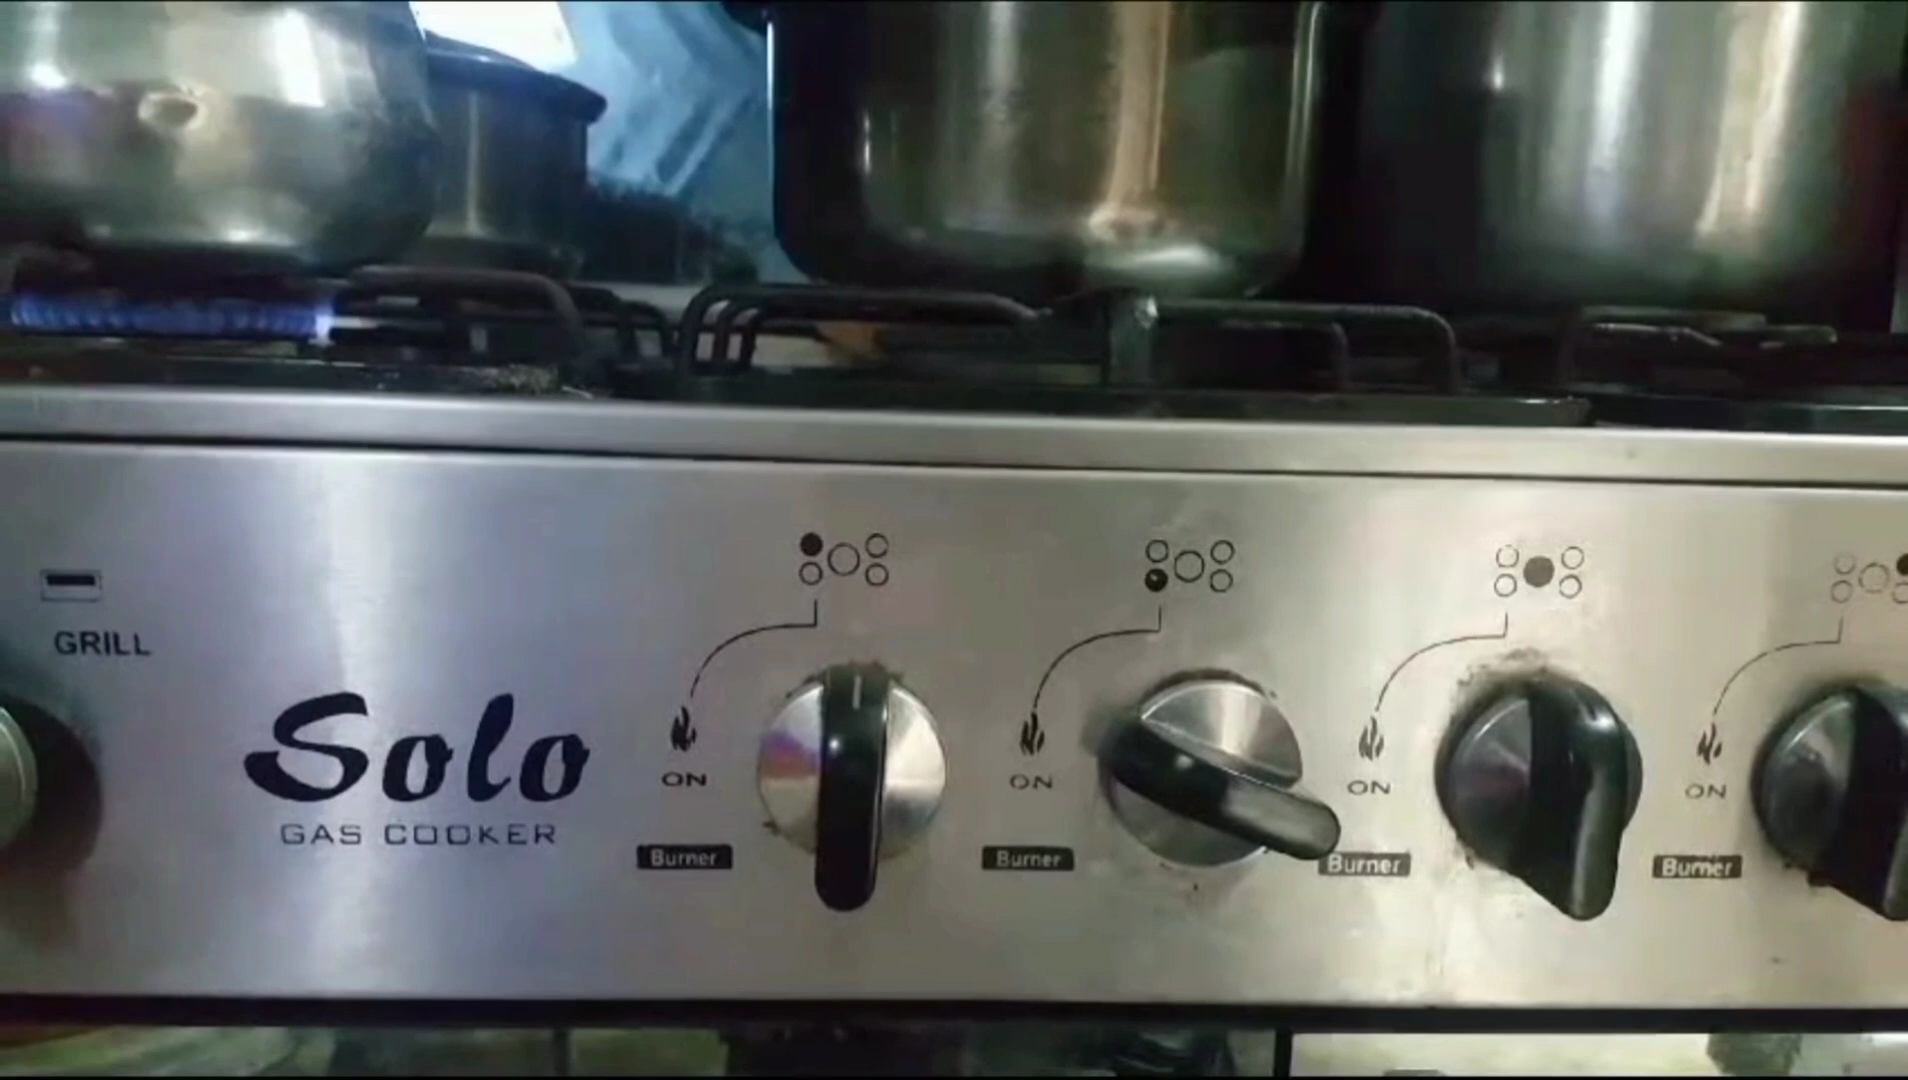 GRILL
Solo
GAS COOKER
ON
Burner
ON
Burner
ON
Burner
ON
Burner